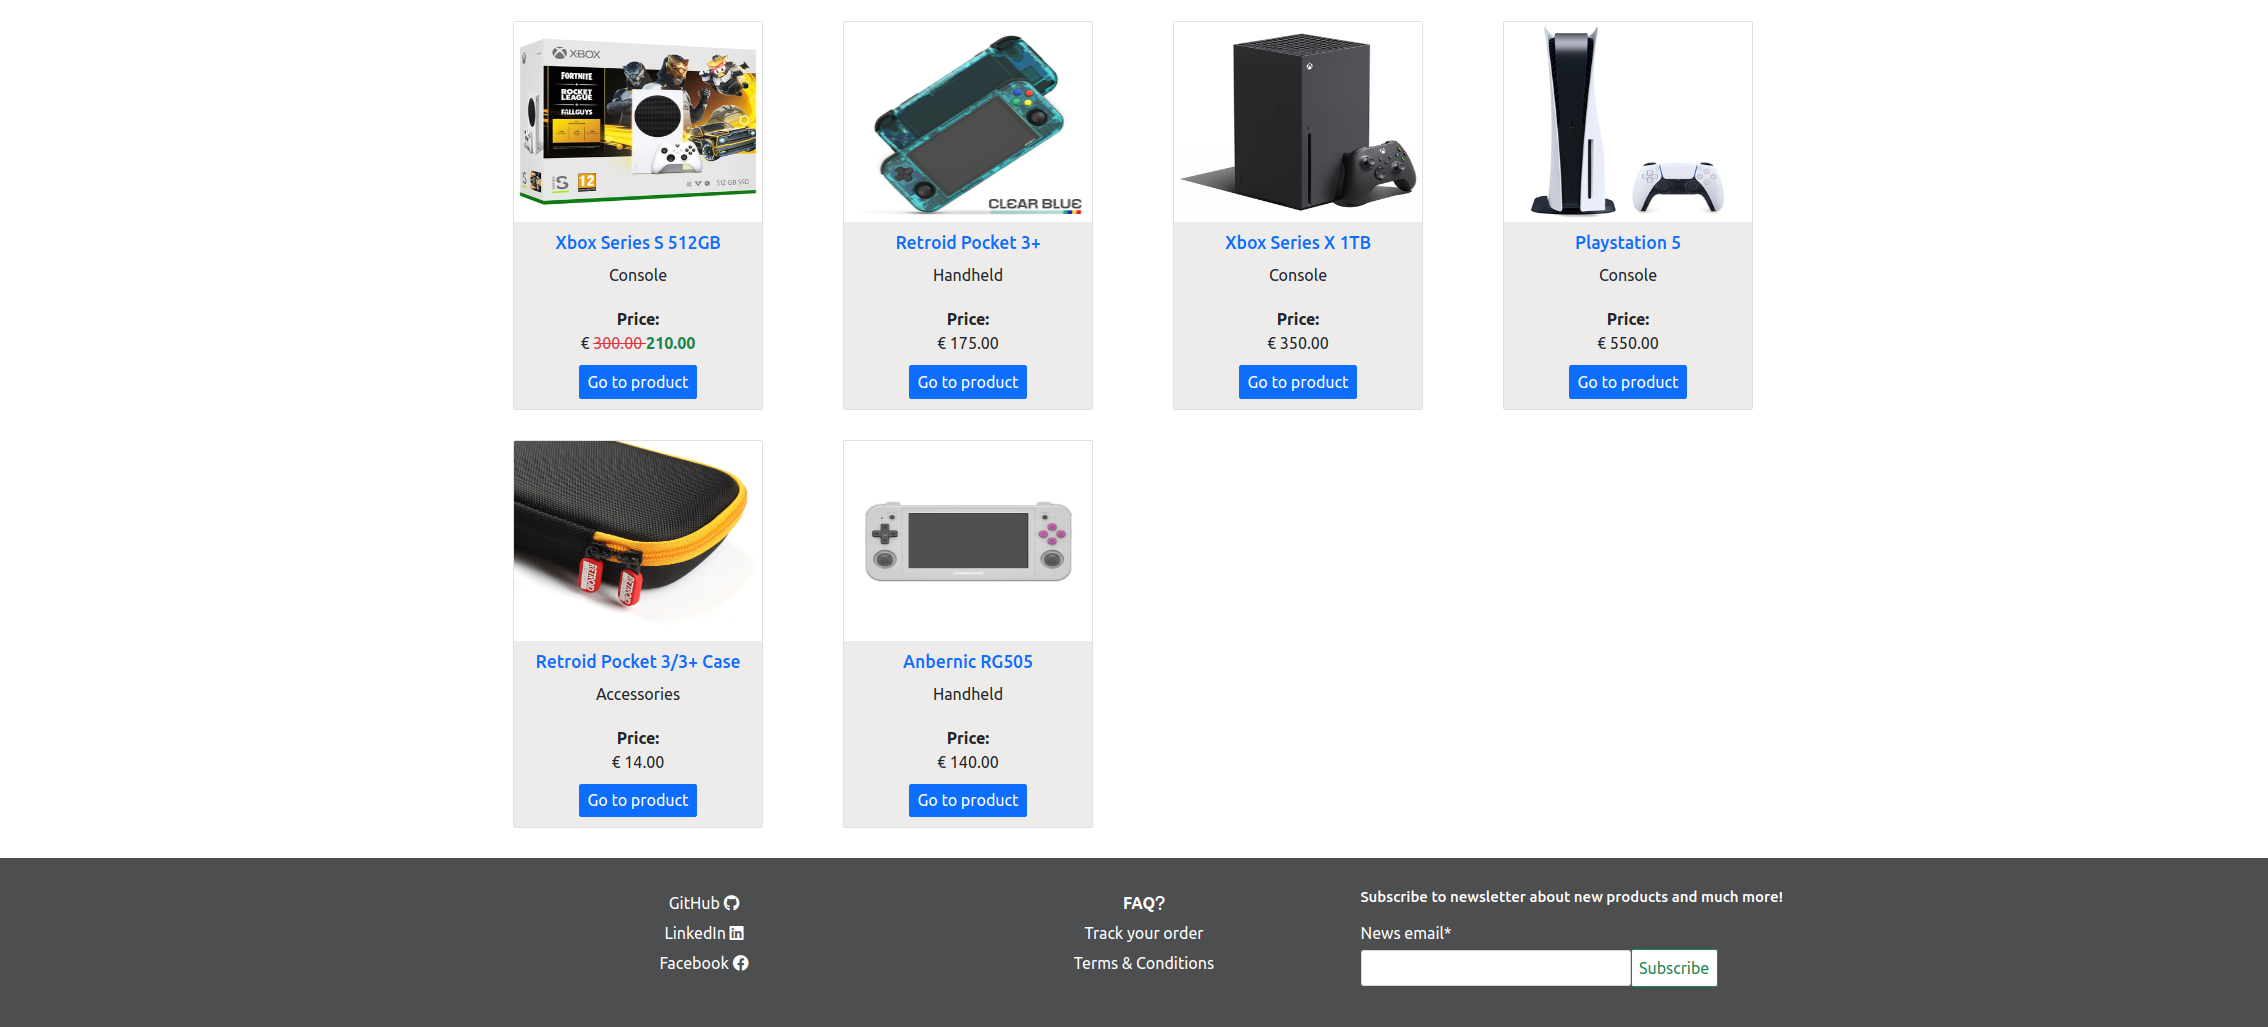 XBOX
FORTNITE
ROCKET
LEAGUE
FALLGUYS
S
12
512 GB SSD
CLEAR BLUE
Xbox Series S 512GB
Console
Price:
€ 300.00 210.00
Go to product
Retroid Pocket 3+
Handheld
Price:
€ 175.00
Go to product
Xbox Series X 1TB
Console
Price:
€ 350.00
Go to product
Playstation 5
Console
Price:
€ 550.00
Go to product
RETROID
RETROID
Retroid Pocket 3/3+ Case
Accessories
Price:
€ 14.00
Go to product
Anbernic RG505
Handheld
Price:
€ 140.00
Go to product
GitHub
LinkedIn
Facebook
FAQ?
Track your order
Terms & Conditions
Subscribe to newsletter about new products and much more!
News email*
Subscribe